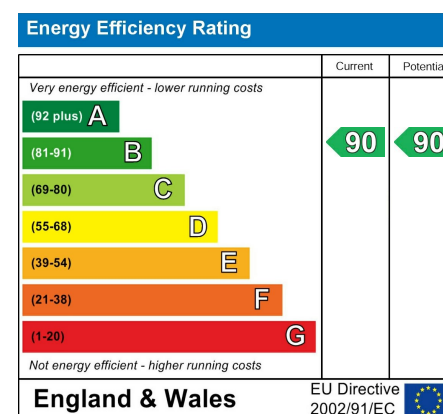 Energy Efficiency Rating
Current Potentia
Very energy efficient - lower running costs
(92 plus) A
(81-91) B
90 90
(69-80) C
(55-68) D
(39-54) E
(21-38) F
(1-20) G
Not energy efficient - higher running costs
England & Wales
EU Directive
2002/91/EC